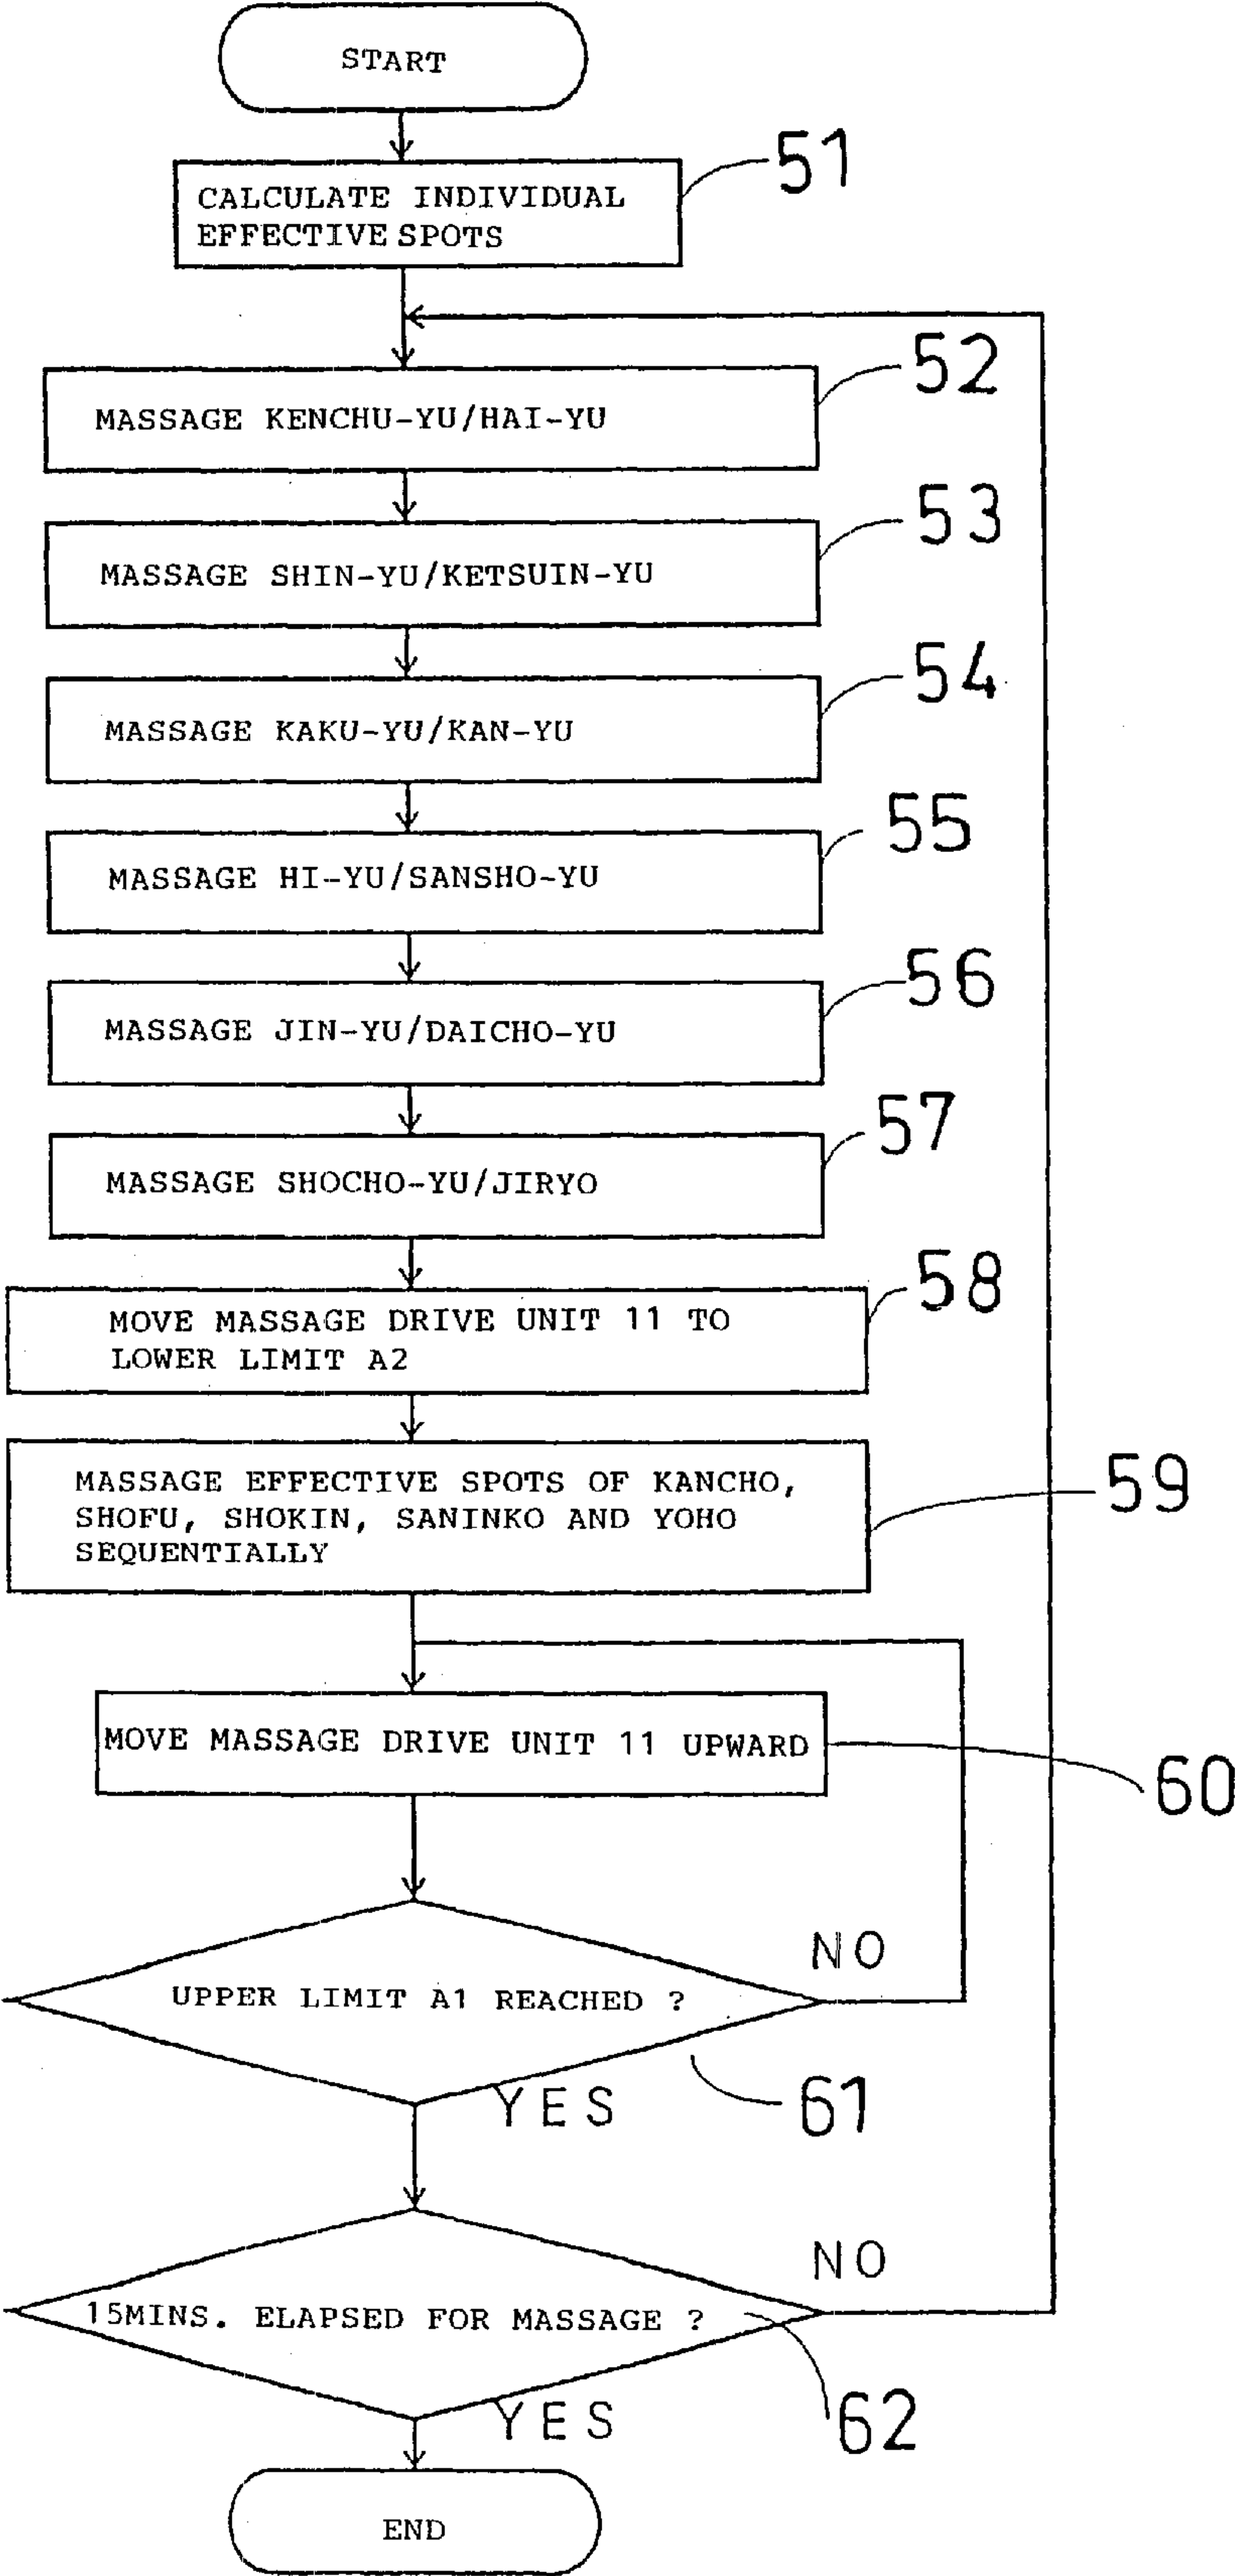 START
51
CALCULATE INDIVIDUAL
EFFECTIVE SPOTS
52
MASSAGE KENCHU-YU/HAI-YU
53
MASSAGE SHIN-YU/KETSUIN-YU
54
MASSAGE KAKU-YU/KAN-YU
55
MASSAGE HI-YU/SANSHO-YU
56
MASSAGE JIN-YU/DAICHO-YU
57
MASSAGE SHOCHO-YU/JIRYO
58
MOVE MASSAGE DRIVE UNIT 11 TO
LOWER LIMIT A2
59
MASSAGE EFFECTIVE SPOTS OF KANCHO,
SHOFU, SHOKIN, SANINKO AND YOHO
SEQUENTIALLY
MOVE MASSAGE DRIVE UNIT 11 UPWARD
60
NO
UPPER LIMIT A1 REACHED ?
61
YES
NO
15MINS. ELAPSED FOR MASSAGE ?
62
YES
END